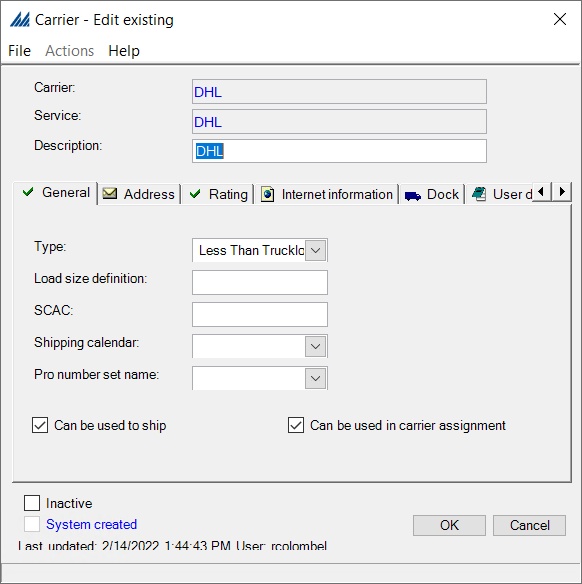 Carrier - Edit existing
File Actions Help
Carrier: DHL
Service: DHL
Description: DHL
General Address Rating Internet information Dock User d
Type: Less Than Trucklo
Load size definition:
SCAC:
Shipping calendar:
Pro number set name:
Can be used to ship Can be used in carrier assignment
Inactive
System created OK Cancel
Last updated: 2/14/2022 1:44:43 PM User: rcolombel